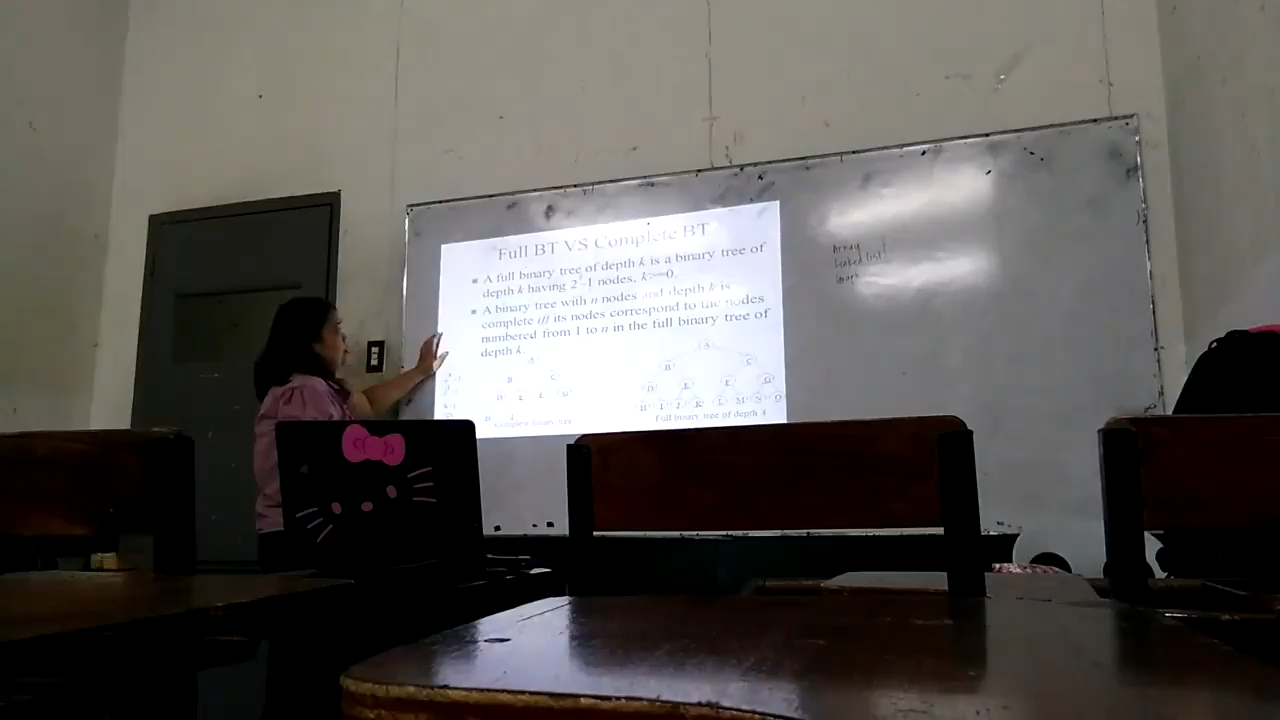 Full BT VS Complete BT
A full binary tree of depth k is a binary tree of
depth k having 2ᵏ-1 nodes, k>=0.
A binary tree with n nodes and depth k is
complete iff its nodes correspond to the nodes
numbered from 1 to n in the full binary tree of
depth k.
A
B C
D E F G
H I
Complete binary tree
A
B C
D E F G
H I J K L M N O
Full binary tree of depth 4
Array
Linked list
Graph